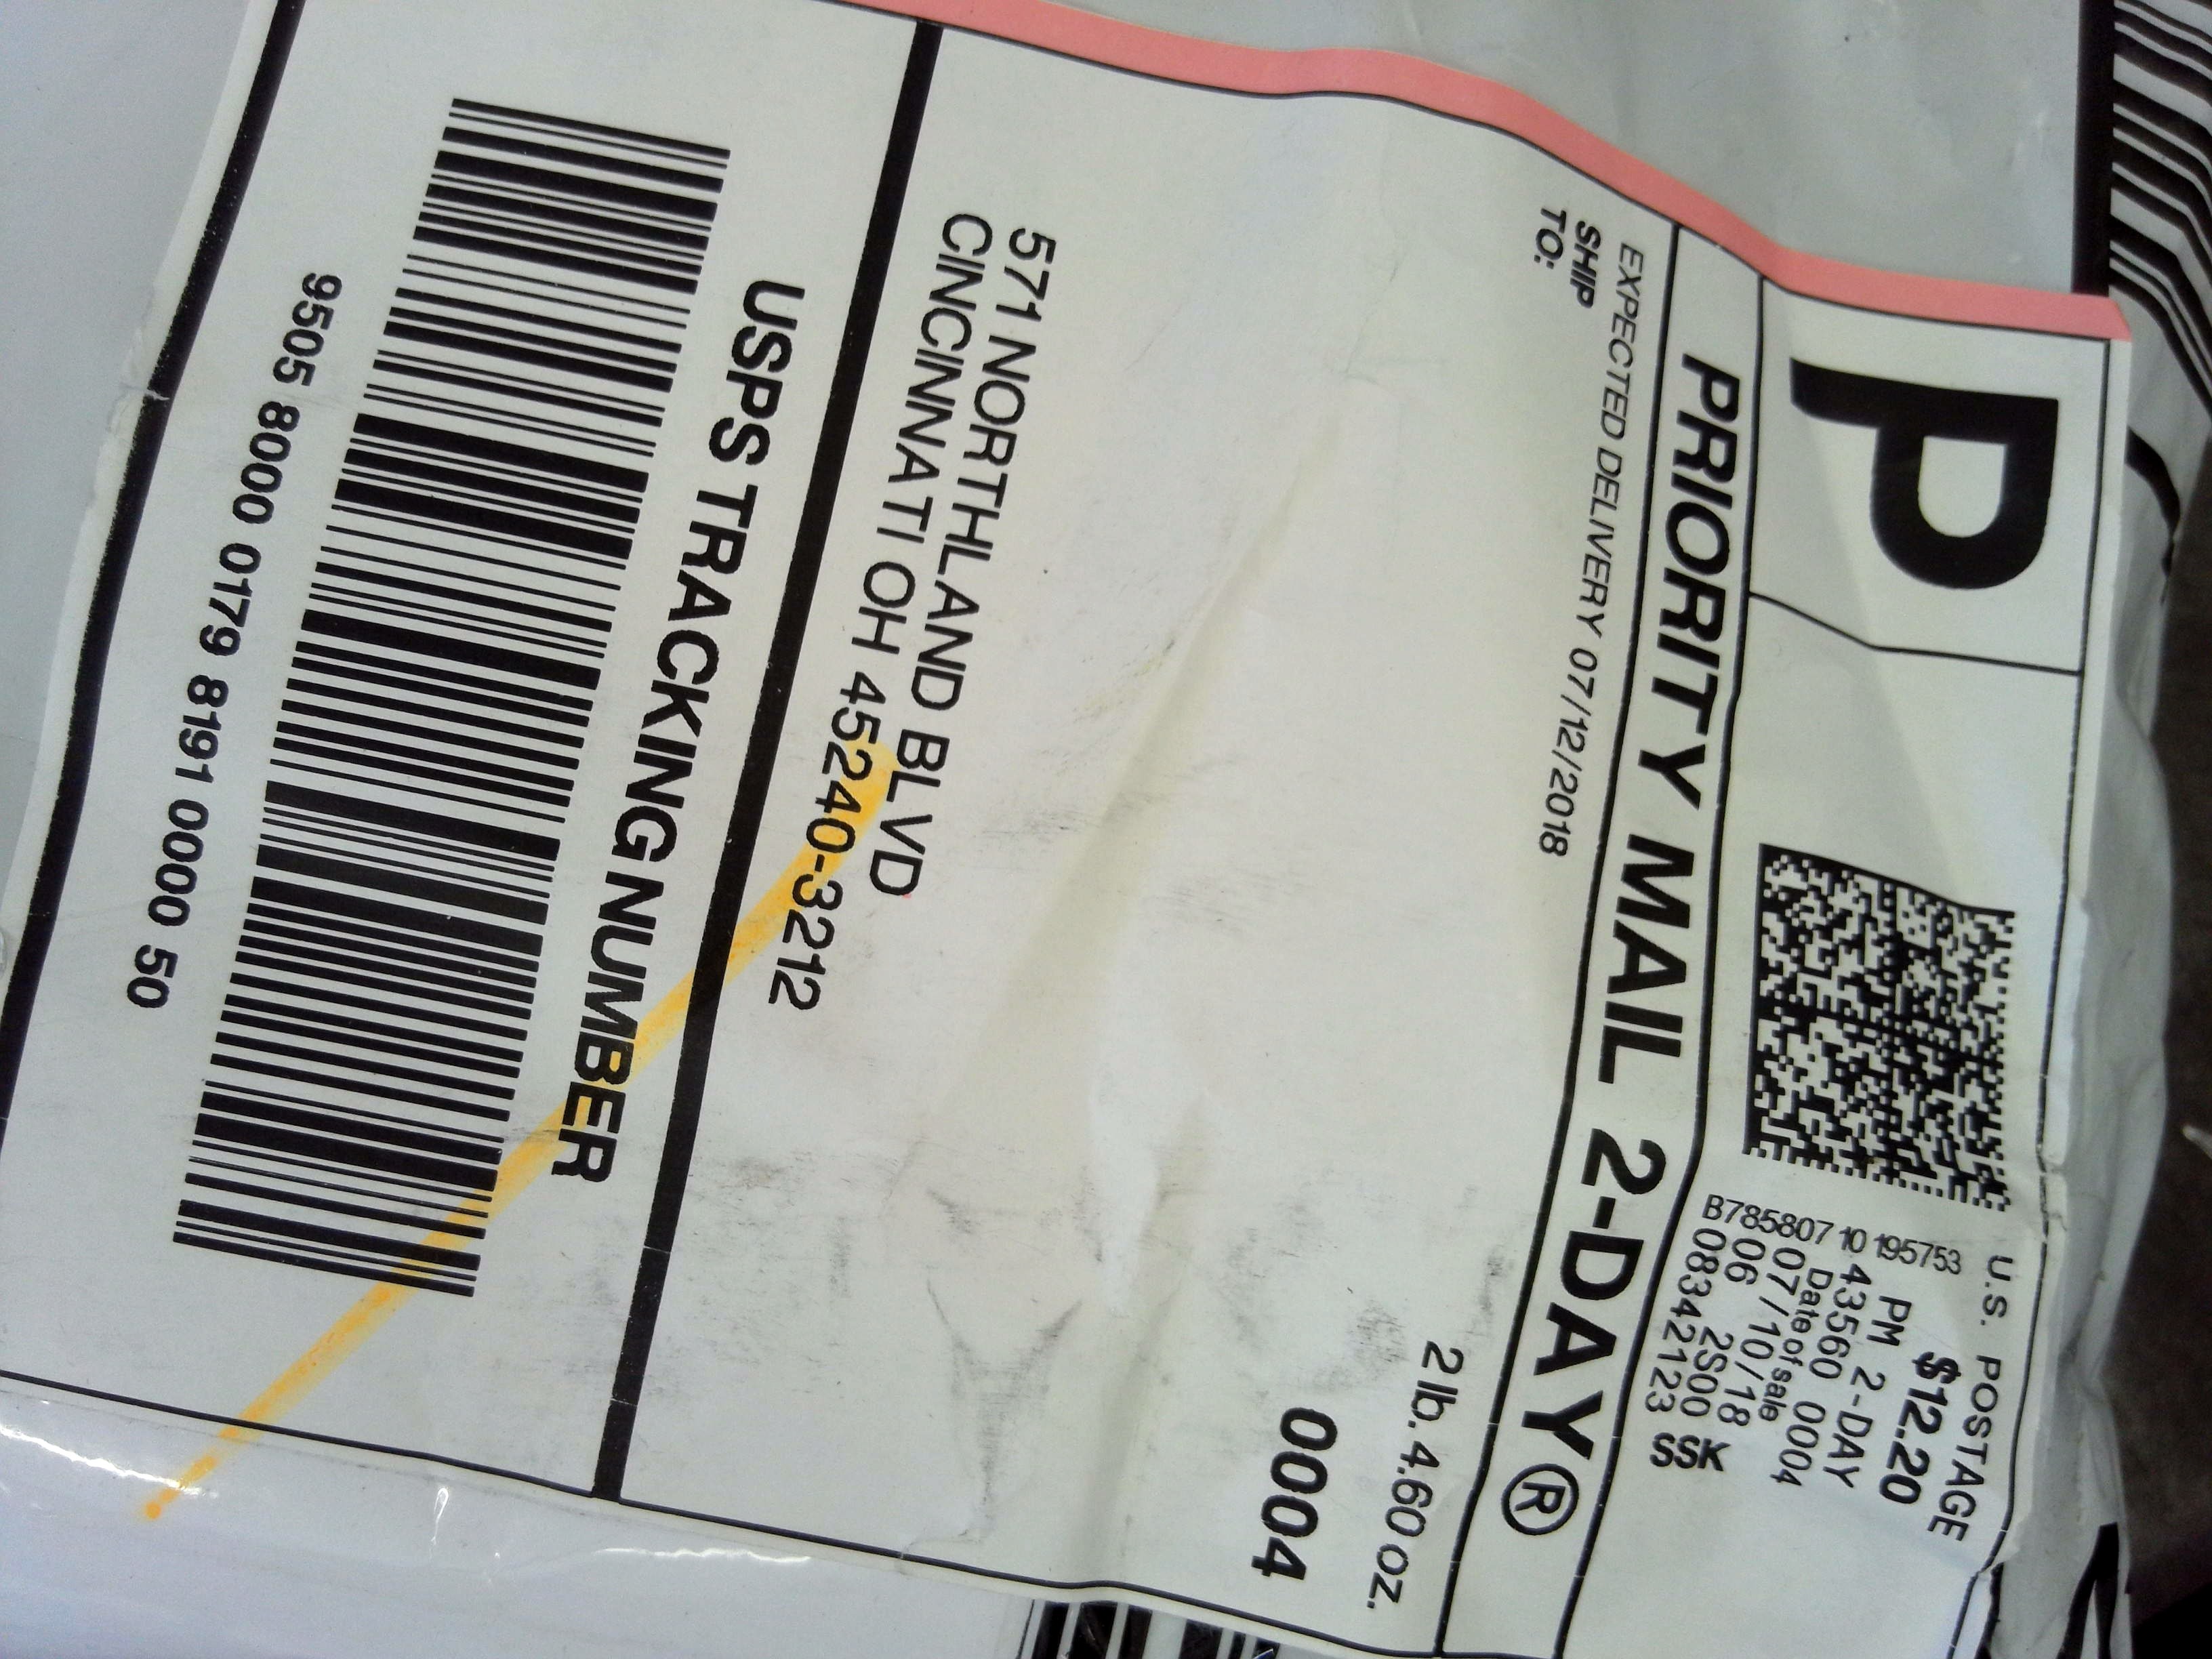 P
U.S. POSTAGE
$12.20
PM 2-DAY
43560 0004
Date of sale
07/10/18
06 2S00
08342123
SSK
B785807 10 195753
PRIORITY MAIL 2-DAY®
EXPECTED DELIVERY 07/12/2018
2 lb. 4.60 oz.
SHIP
TO:
0004
571 NORTHLAND BLVD
CINCINNATI OH 45240-3212
USPS TRACKING NUMBER
9505 8000 0179 8191 0000 50